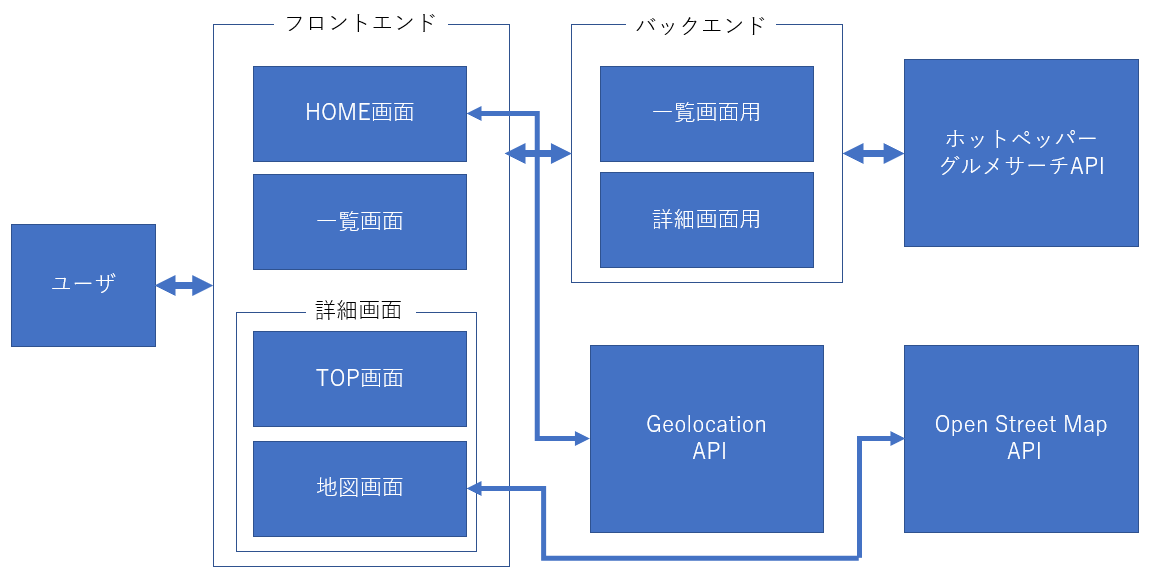 フロントエンド
HOME画面
一覧画面
詳細画面
TOP画面
地図画面
ユーザ
バックエンド
一覧画面用
詳細画面用
ホットペッパー
グルメサーチAPI
Geolocation
API
Open Street Map
API